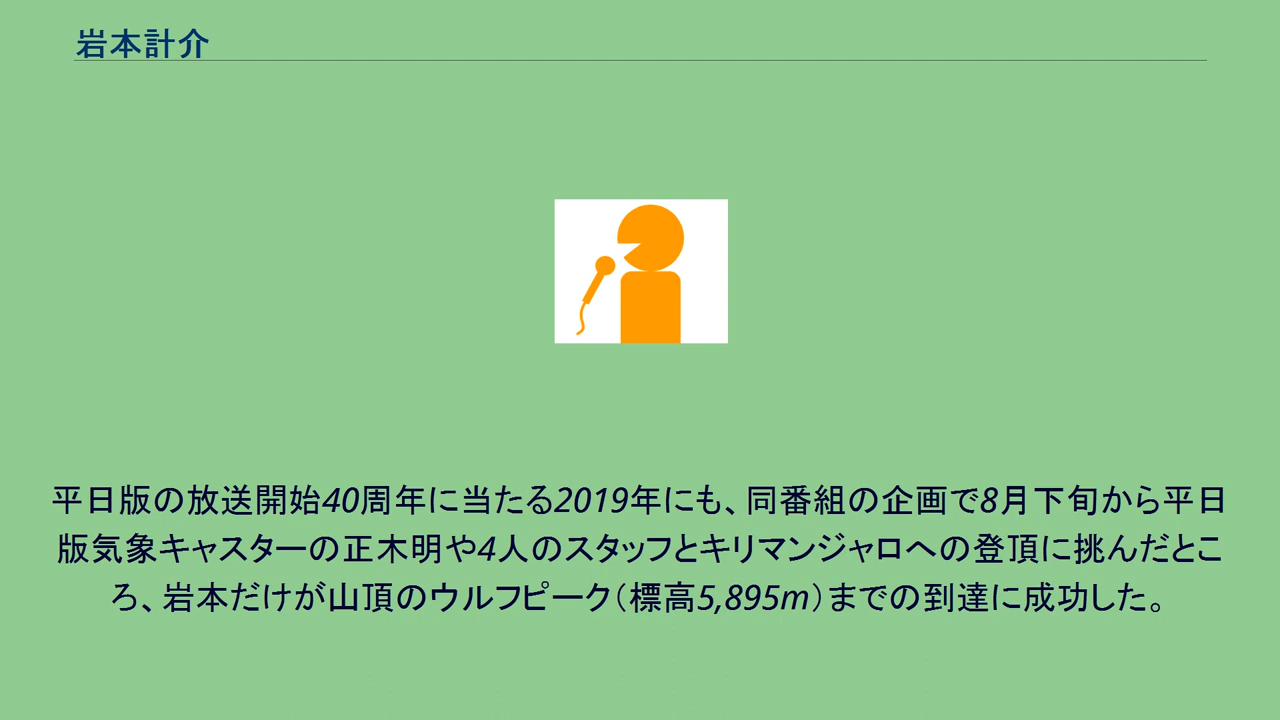 岩本計介
平日版の放送開始40周年に当たる2019年にも、同番組の企画で8月下旬から平日
版気象キャスターの正木明や4人のスタッフとキリマンジャロへの登頂に挑んだとこ
ろ、岩本だけが山頂のウルフピーク（標高5,895m）までの到達に成功した。